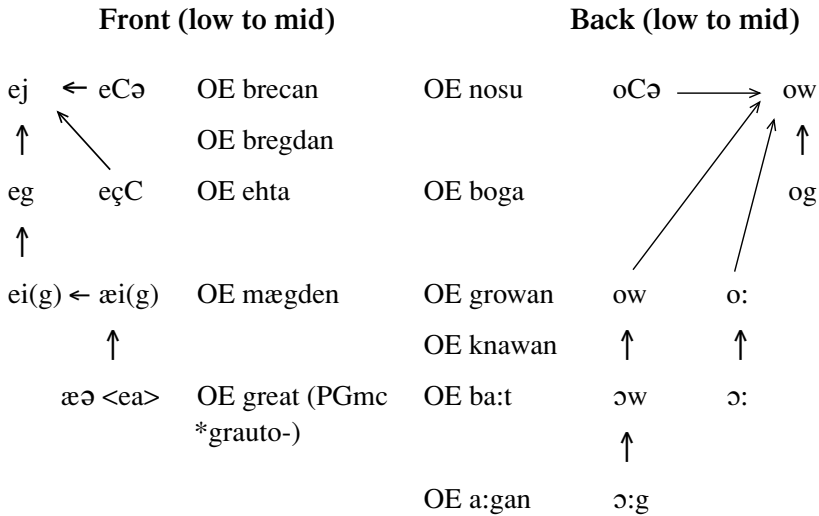 Front (low to mid) Back (low to mid)
ej ← eCə OE brecan OE nosu oCə → ow
↑ OE bregdan ↑
eg eçC OE ehta OE boga og
↑
ei(g) ← æi(g) OE mægden OE growan ow o:
↑ OE knawan ↑ ↑
æə <ea> OE great (PGmc OE ba:t ɔw ɔ:
*grauto-) ↑
OE a:gan ɔ:g